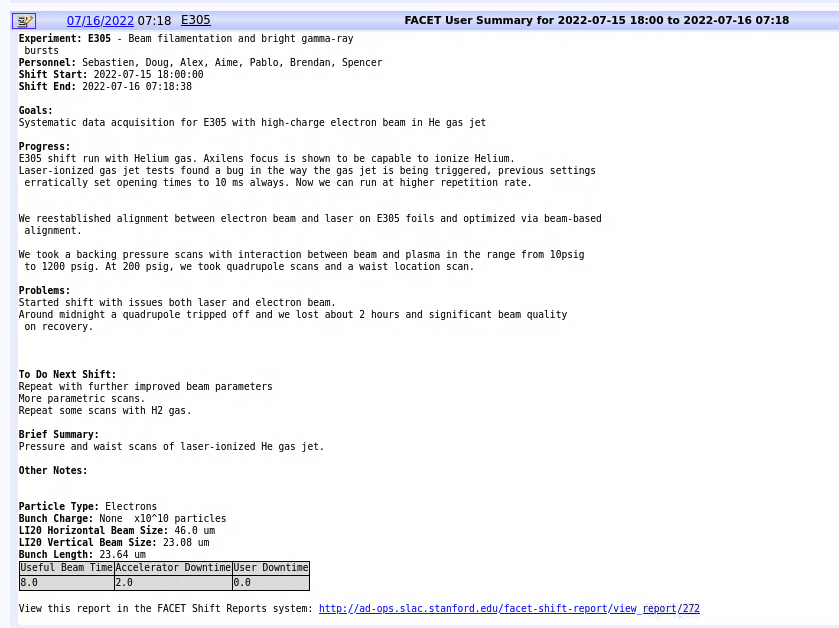 07/16/2022 07:18 E305 FACET User Summary for 2022-07-15 18:00 to 2022-07-16 07:18
Experiment: E305 - Beam filamentation and bright gamma-ray
bursts
Personnel: Sebastien, Doug, Alex, Aime, Pablo, Brendan, Spencer
Shift Start: 2022-07-15 18:00:00
Shift End: 2022-07-16 07:18:38
Goals:
Systematic data acquisition for E305 with high-charge electron beam in He gas jet
Progress:
E305 shift run with Helium gas. Axilens focus is shown to be capable to ionize Helium.
Laser-ionized gas jet tests found a bug in the way the gas jet is being triggered, previous settings
erratically set opening times to 10 ms always. Now we can run at higher repetition rate.
We reestablished alignment between electron beam and laser on E305 foils and optimized via beam-based
alignment.
We took a backing pressure scans with interaction between beam and plasma in the range from 10psig
to 1200 psig. At 200 psig, we took quadrupole scans and a waist location scan.
Problems:
Started shift with issues both laser and electron beam.
Around midnight a quadrupole tripped off and we lost about 2 hours and significant beam quality
on recovery.
To Do Next Shift:
Repeat with further improved beam parameters
More parametric scans.
Repeat some scans with H2 gas.
Brief Summary:
Pressure and waist scans of laser-ionized He gas jet.
Other Notes:
Particle Type: Electrons
Bunch Charge: None x10^10 particles
LI20 Horizontal Beam Size: 46.0 um
LI20 Vertical Beam Size: 23.08 um
Bunch Length: 23.64 um
Useful Beam Time Accelerator Downtime User Downtime
8.0 2.0 0.0
View this report in the FACET Shift Reports system: http://ad-ops.slac.stanford.edu/facet-shift-report/view_report/272